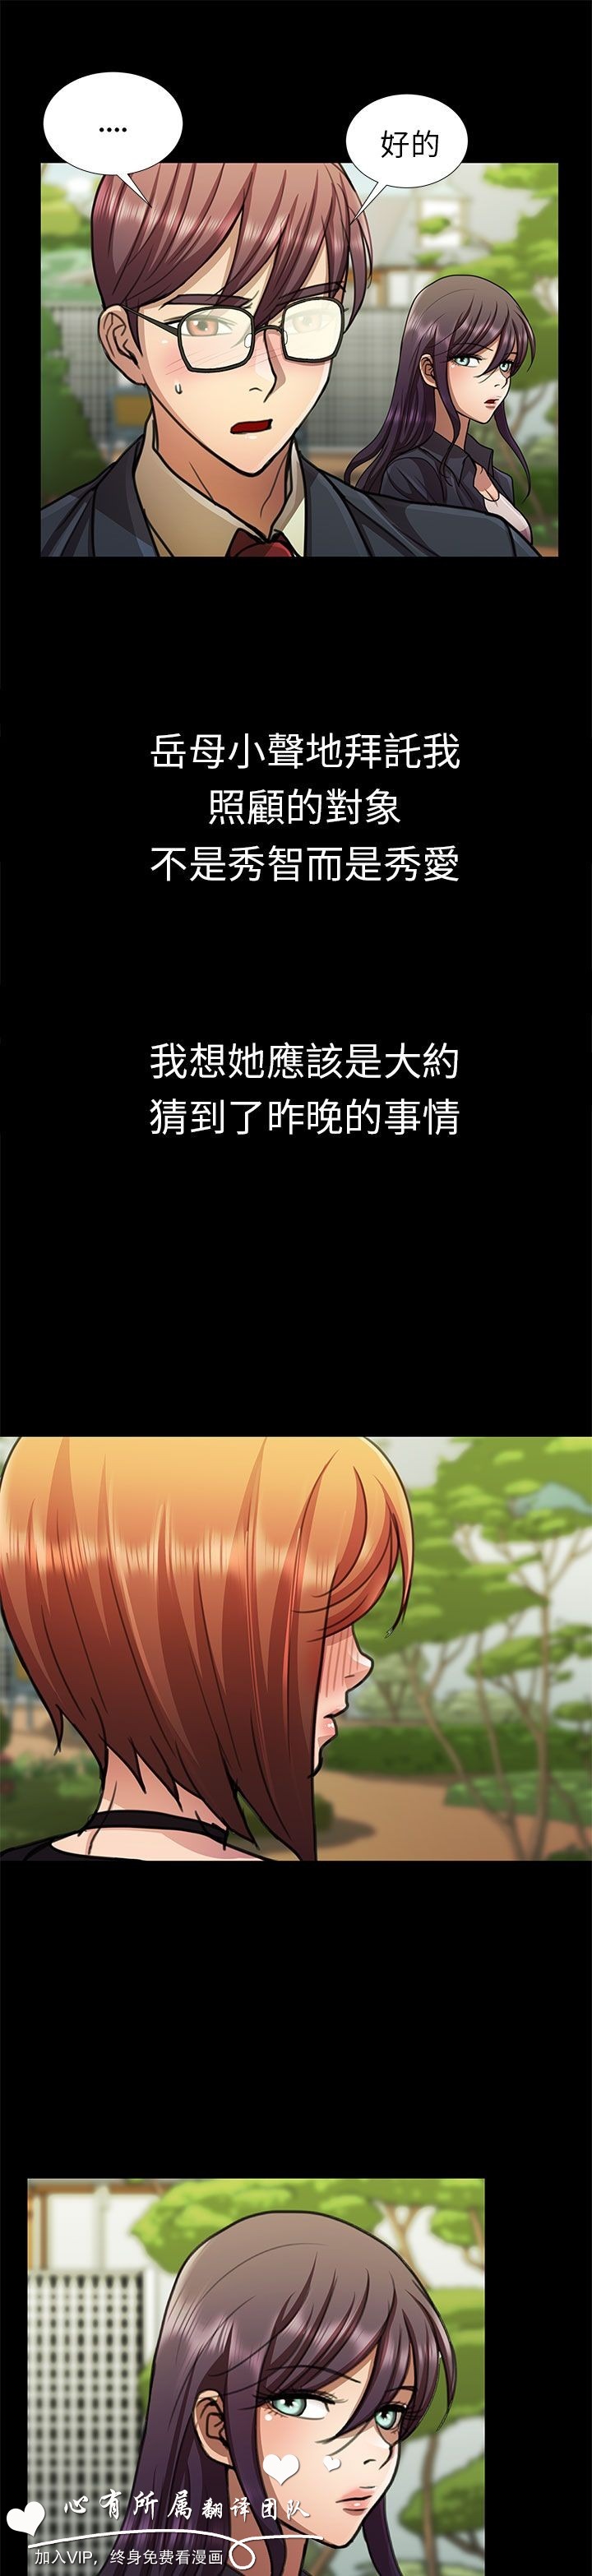 ....
好的
岳母小聲地拜託我
照顧的對象
不是秀智而是秀愛
我想她應該是大約
猜到了昨晚的事情
心有所属翻译团队
加入VIP，终身免费看漫画